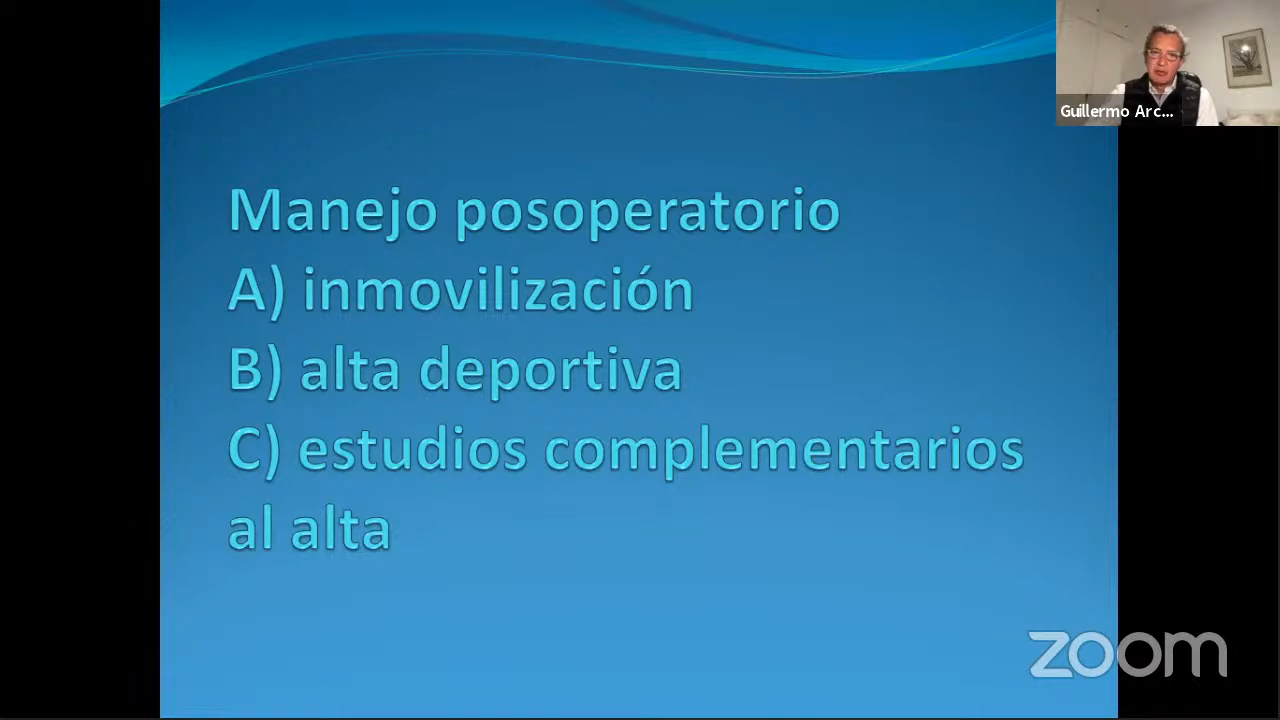 Guillermo Arc...
Manejo posoperatorio
A) inmovilización
B) alta deportiva
C) estudios complementarios
al alta
zoom